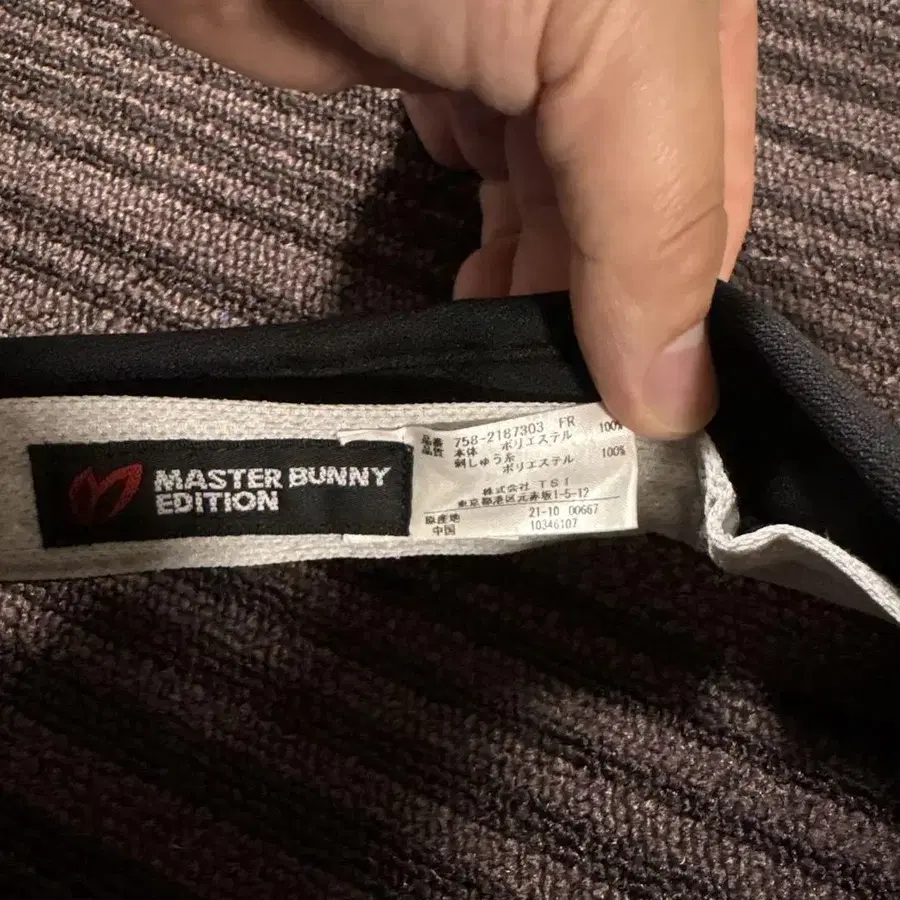 MASTER BUNNY
EDITION
品番 758-2187303 FR
品質 本体 ポリエステル 100%
刺しゅう糸
ポリエステル 100%
株式会社 TSI
東京都港区元赤坂1-5-12
原産地 21-10 00667
中国 10346107